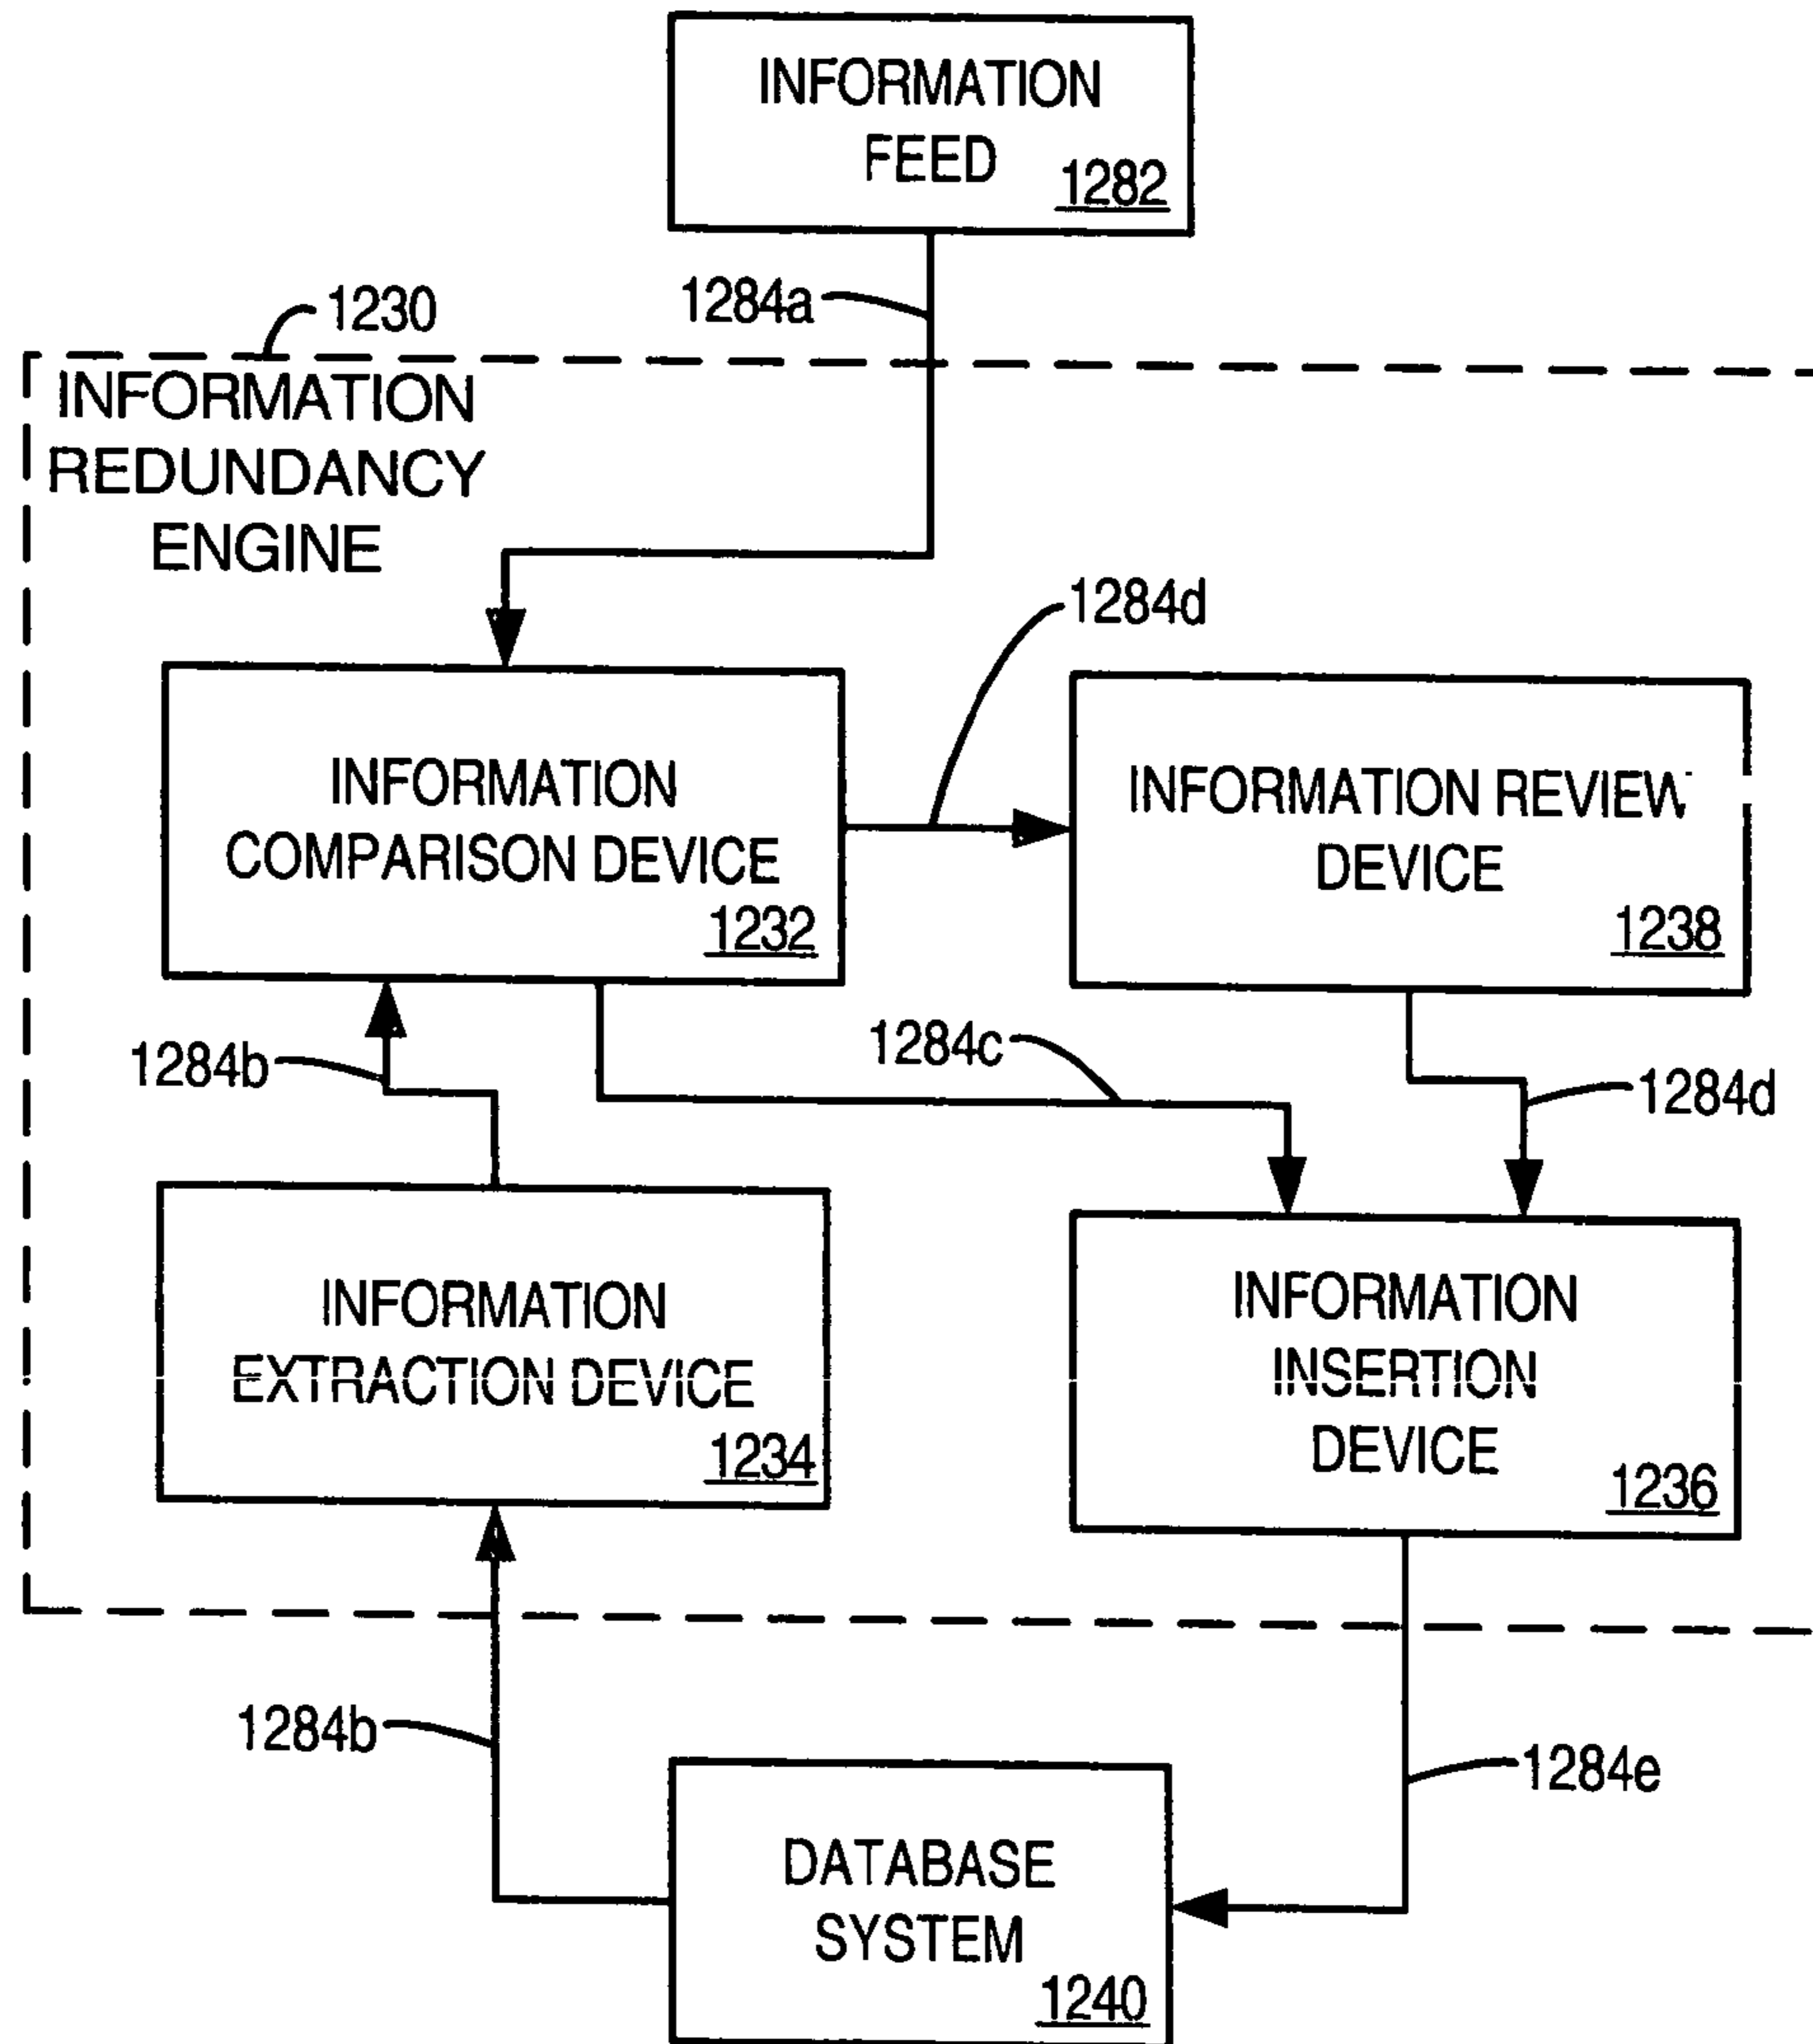 INFORMATION
FEED
1282
1284a
1230
INFORMATION
REDUNDANCY
ENGINE
1284d
INFORMATION
COMPARISON DEVICE
1232
INFORMATION REVIEW
DEVICE
1238
1284b
1284c
1284d
INFORMATION
EXTRACTION DEVICE
1234
INFORMATION
INSERTION
DEVICE
1236
1284b
1284e
DATABASE
SYSTEM
1240